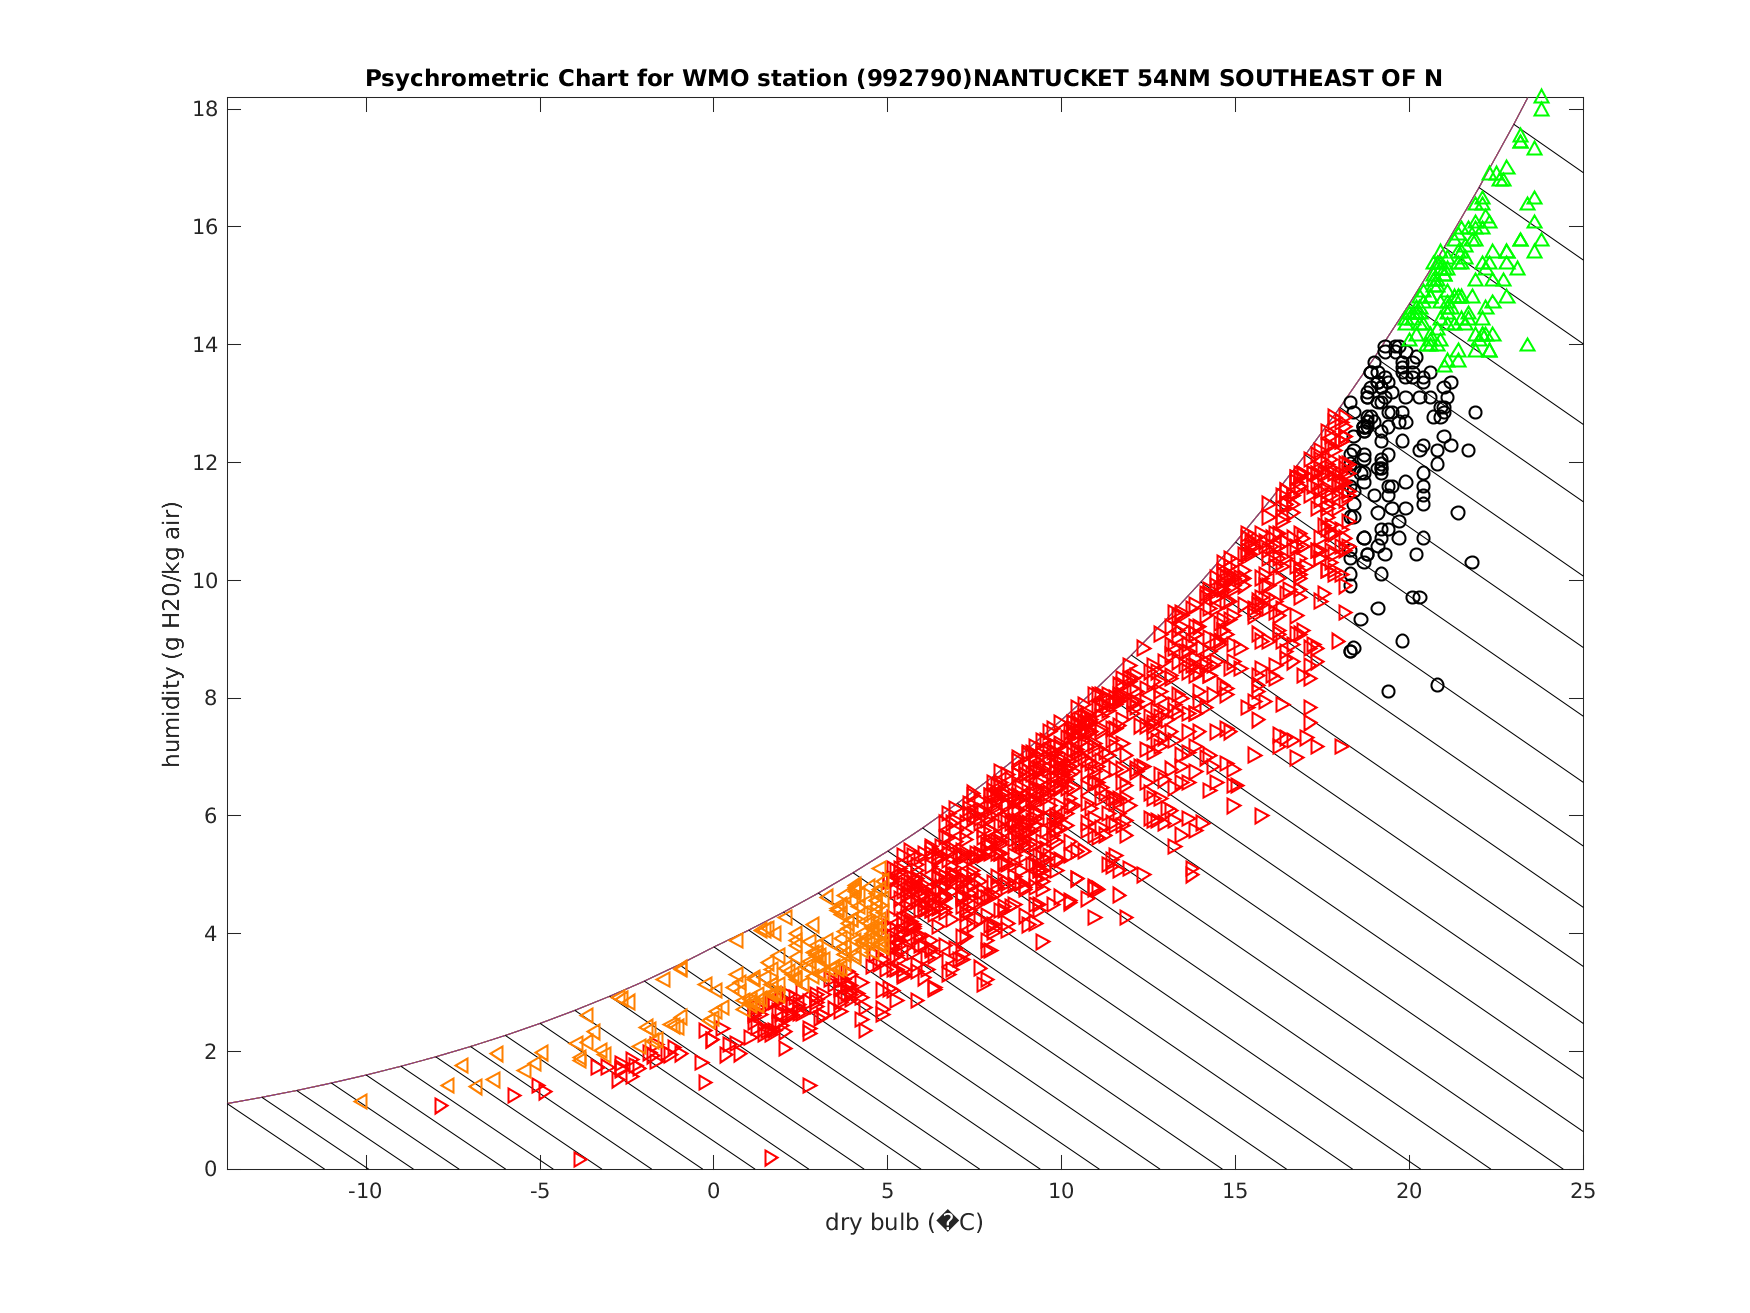 Psychrometric Chart for WMO station (992790)NANTUCKET 54NM SOUTHEAST OF N
18
16
14
12
10
8
6
4
2
0
humidity (g H20/kg air)
-10 -5 0 5 10 15 20 25
dry bulb (�C)